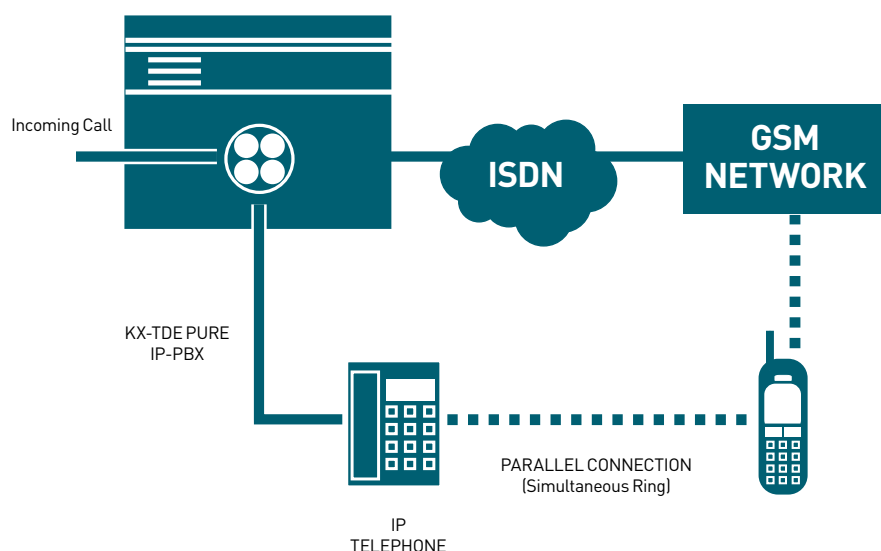 Incoming Call
ISDN
GSM
NETWORK
KX-TDE PURE
IP-PBX
PARALLEL CONNECTION
(Simultaneous Ring)
IP
TELEPHONE